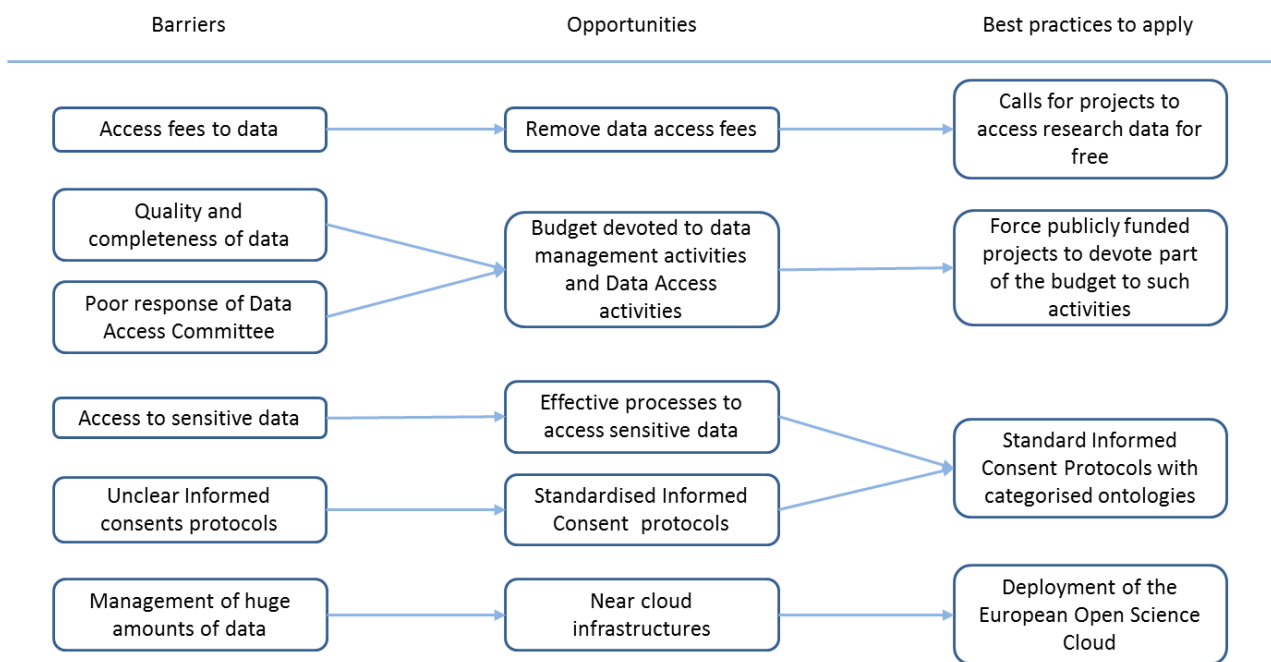 Barriers
Opportunities
Best practices to apply
Access fees to data
Remove data access fees
Calls for projects to
access research data for
free
Quality and
completeness of data
Poor response of Data
Access Committee
Budget devoted to data
management activities
and Data Access
activities
Force publicly funded
projects to devote part
of the budget to such
activities
Access to sensitive data
Effective processes to
access sensitive data
Unclear Informed
consents protocols
Standardised Informed
Consent  protocols
Standard Informed
Consent Protocols with
categorised ontologies
Management of huge
amounts of data
Near cloud
infrastructures
Deployment of the
European Open Science
Cloud